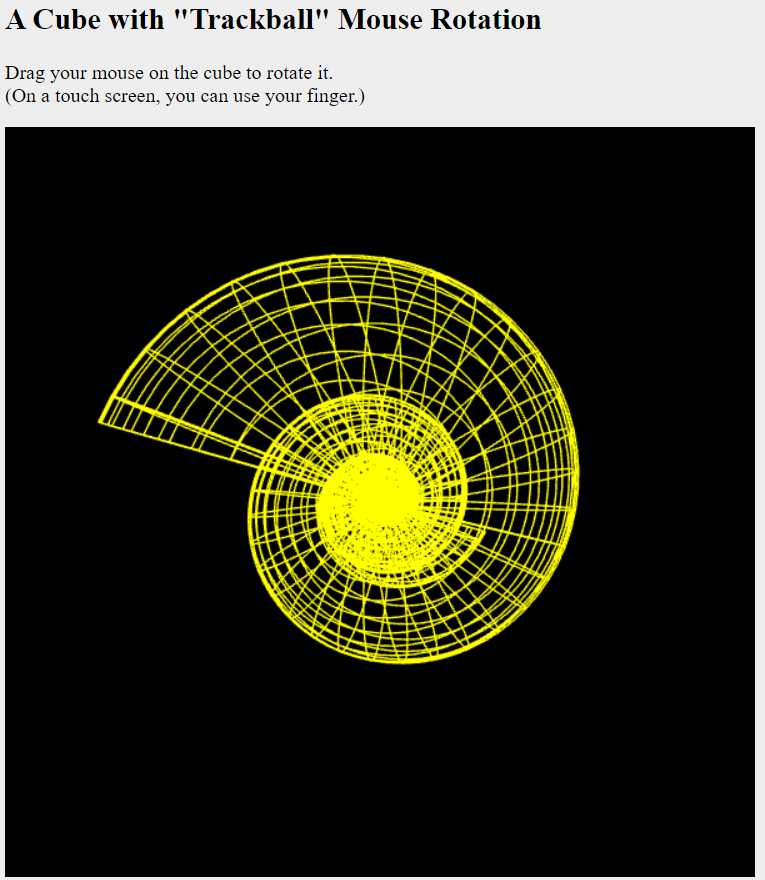 A Cube with "Trackball" Mouse Rotation
Drag your mouse on the cube to rotate it.
(On a touch screen, you can use your finger.)